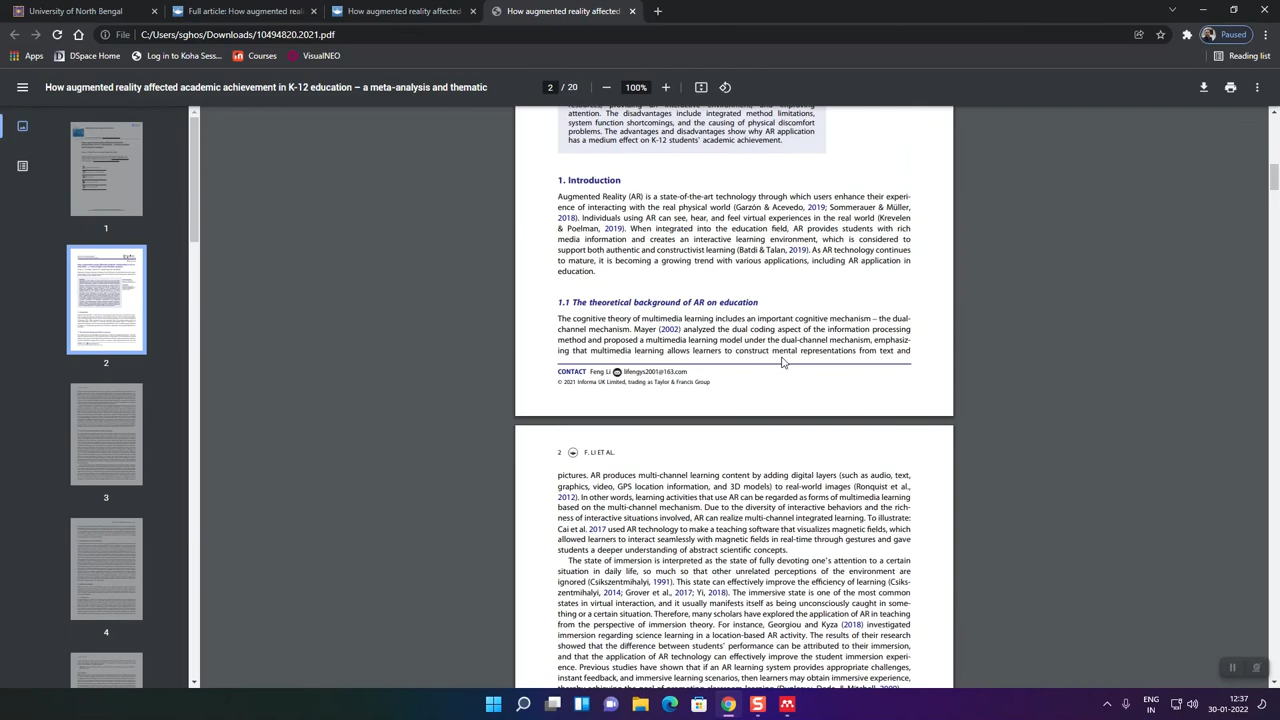 University of North Bengal
Full article: How augmented real
How augmented reality affected
How augmented reality affected a
File
C:/Users/sghos/Downloads/10494820.2021.pdf
Paused
Apps
DSpace Home
Log in to Koha Sess...
Courses
VisualNEO
Reading list
How augmented reality affected academic achievement in K-12 education – a meta-analysis and thematic
2 / 20
100%
attention. The disadvantages include integrated method limitations,
system function shortcomings, and the causing of physical discomfort
problems. The advantages and disadvantages show why AR application
has a medium effect on K-12 students' academic achievement.
1. Introduction
Augmented Reality (AR) is a state-of-the-art technology through which users enhance their experi-
ence of interacting with the real physical world (Garzón & Acevedo, 2019; Sommerauer & Müller,
2018). Individuals using AR can see, hear, and feel virtual experiences in the real world (Krevelen
& Poelman, 2019). When integrated into the education field, AR provides students with rich
media information and creates an interactive learning environment, which is considered to
support both authentic and constructivist learning (Batdi & Talan, 2019). As AR technology continues
to mature, it is becoming a growing trend with various applications, including AR application in
education.
1.1 The theoretical background of AR on education
The cognitive theory of multimedia learning includes an important cognitive mechanism – the dual-
channel mechanism. Mayer (2002) analyzed the dual coding aspect of the information processing
method and proposed a multimedia learning model under the dual-channel mechanism, emphasiz-
ing that multimedia learning allows learners to construct mental representations from text and
CONTACT Feng Li lifengys2001@163.com
© 2021 Informa UK Limited, trading as Taylor & Francis Group
2 F. LI ET AL.
pictures. AR produces multi-channel learning content by adding digital layers (such as audio, text,
graphics, video, GPS location information, and 3D models) to real-world images (Ronquist et al.,
2012). In other words, learning activities that use AR can be regarded as forms of multimedia learning
based on the multi-channel mechanism. Due to the diversity of interactive behaviors and the rich-
ness of interactive situations involved, AR can realize multi-channel integrated learning. To illustrate:
Cai et al. 2017 used AR technology to make a teaching software that visualizes magnetic fields, which
allowed learners to interact seamlessly with magnetic fields in real-time through gestures and gave
students a deeper understanding of abstract scientific concepts.
The state of immersion is interpreted as the state of fully devoting one's attention to a certain
situation in daily life, so much so that other unrelated perceptions of the environment are
ignored (Csikszentmihalyi, 1991). This state can effectively improve the efficiency of learning (Csiks-
zentmihalyi, 2014; Grover et al., 2017; Yi, 2018). The immersive state is one of the most common
states in virtual interaction, and it usually manifests itself as being unconsciously caught in some-
thing or a certain situation. Therefore, many scholars have explored the application of AR in teaching
from the perspective of immersion theory. For instance, Georgiou and Kyza (2018) investigated
immersion regarding science learning in a location-based AR activity. The results of their research
showed that the difference between students' performance can be attributed to their immersion,
and that the application of AR technology can effectively improve the student immersion experi-
ence. Previous studies have shown that if an AR learning system provides appropriate challenges,
instant feedback, and immersive learning scenarios, then learners may obtain immersive experience,
1
2
3
4
ENG
IN
12:37
30-01-2022